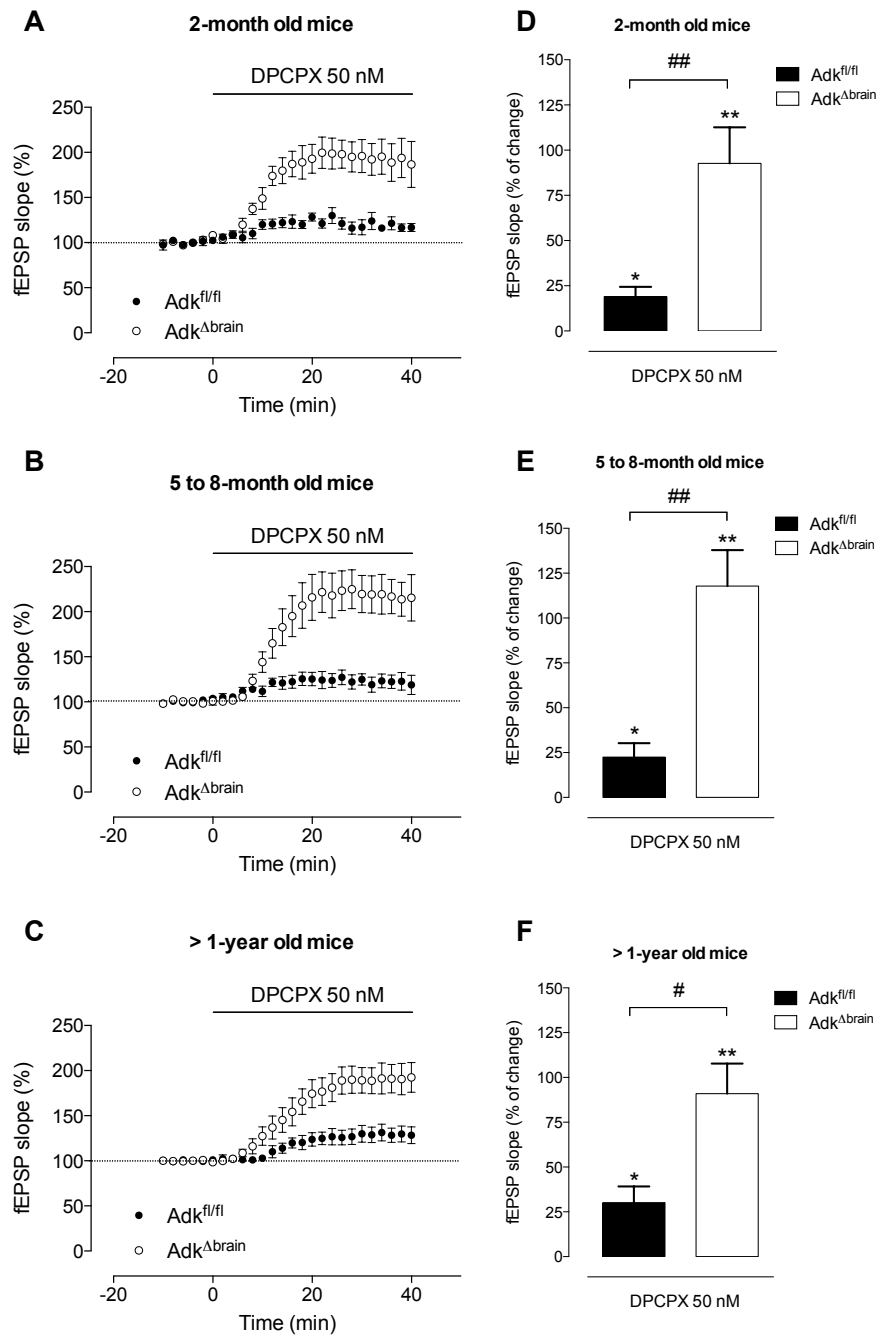 A
2-month old mice
DPCPX 50 nM
250
200
150
100
50
0
fEPSP slope (%)
Adk^fl/fl
Adk^Δbrain
-20 0 20 40
Time (min)
D
2-month old mice
##
150
125
100
75
50
25
0
fEPSP slope (% of change)
*
**
DPCPX 50 nM
Adk^fl/fl
Adk^Δbrain
B
5 to 8-month old mice
DPCPX 50 nM
250
200
150
100
50
0
fEPSP slope (%)
Adk^fl/fl
Adk^Δbrain
-20 0 20 40
Time (min)
E
5 to 8-month old mice
##
150
125
100
75
50
25
0
fEPSP slope (% of change)
*
**
DPCPX 50 nM
Adk^fl/fl
Adk^Δbrain
C
> 1-year old mice
DPCPX 50 nM
250
200
150
100
50
0
fEPSP slope (%)
Adk^fl/fl
Adk^Δbrain
-20 0 20 40
Time (min)
F
> 1-year old mice
#
150
125
100
75
50
25
0
fEPSP slope (% of change)
*
**
DPCPX 50 nM
Adk^fl/fl
Adk^Δbrain